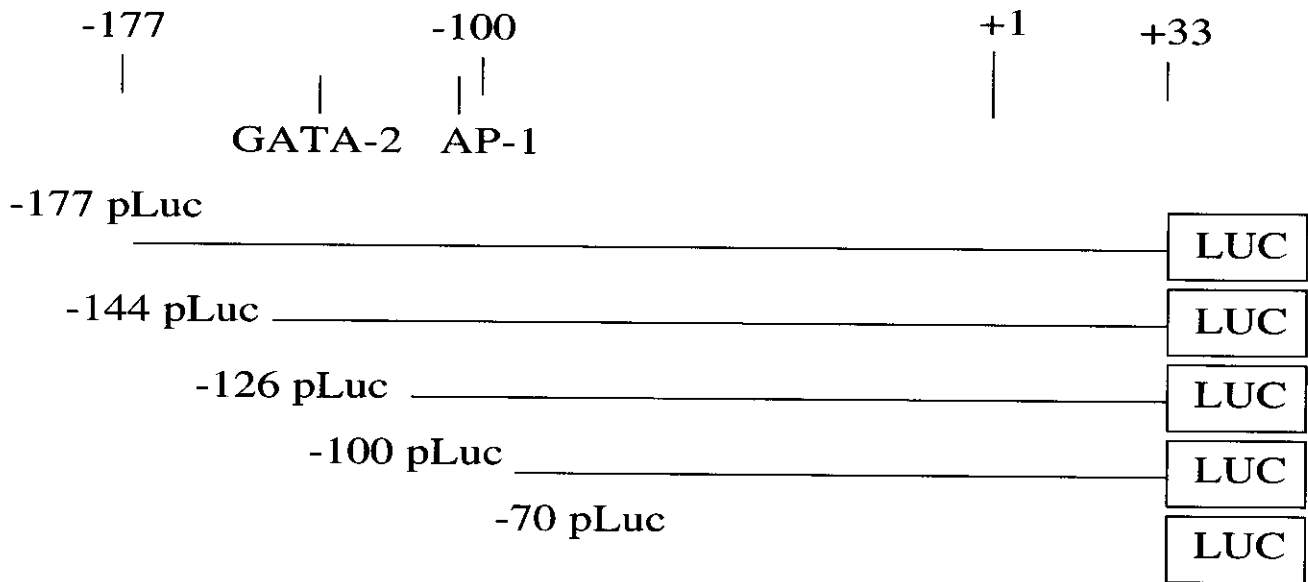 -177 -100 +1 +33
GATA-2 AP-1
-177 pLuc
LUC
-144 pLuc
LUC
-126 pLuc
LUC
-100 pLuc
LUC
-70 pLuc
LUC